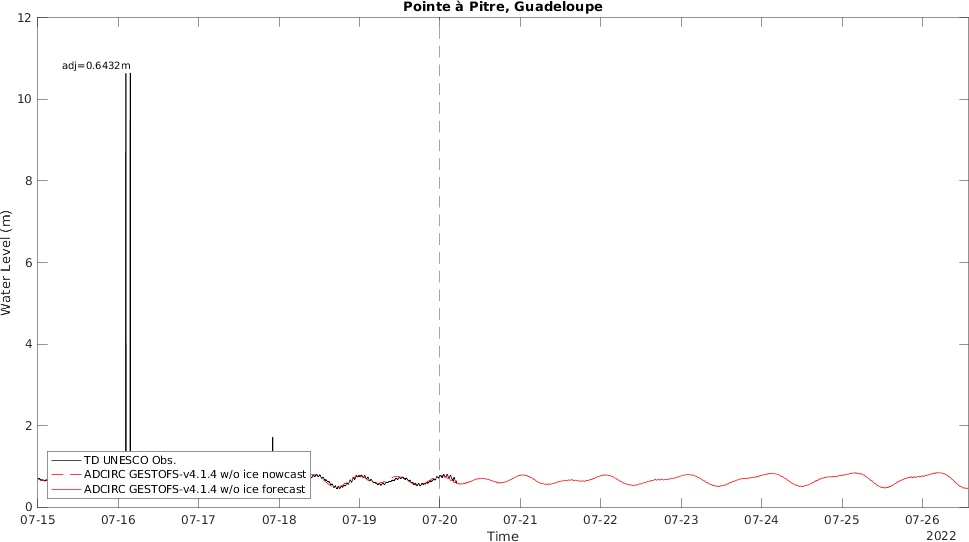 Pointe à Pitre, Guadeloupe
12
adj=0.6432m
10
8
6
4
2
0
Water Level (m)
TD UNESCO Obs.
ADCIRC GESTOFS-v4.1.4 w/o ice nowcast
ADCIRC GESTOFS-v4.1.4 w/o ice forecast
07-15 07-16 07-17 07-18 07-19 07-20 07-21 07-22 07-23 07-24 07-25 07-26
Time
2022